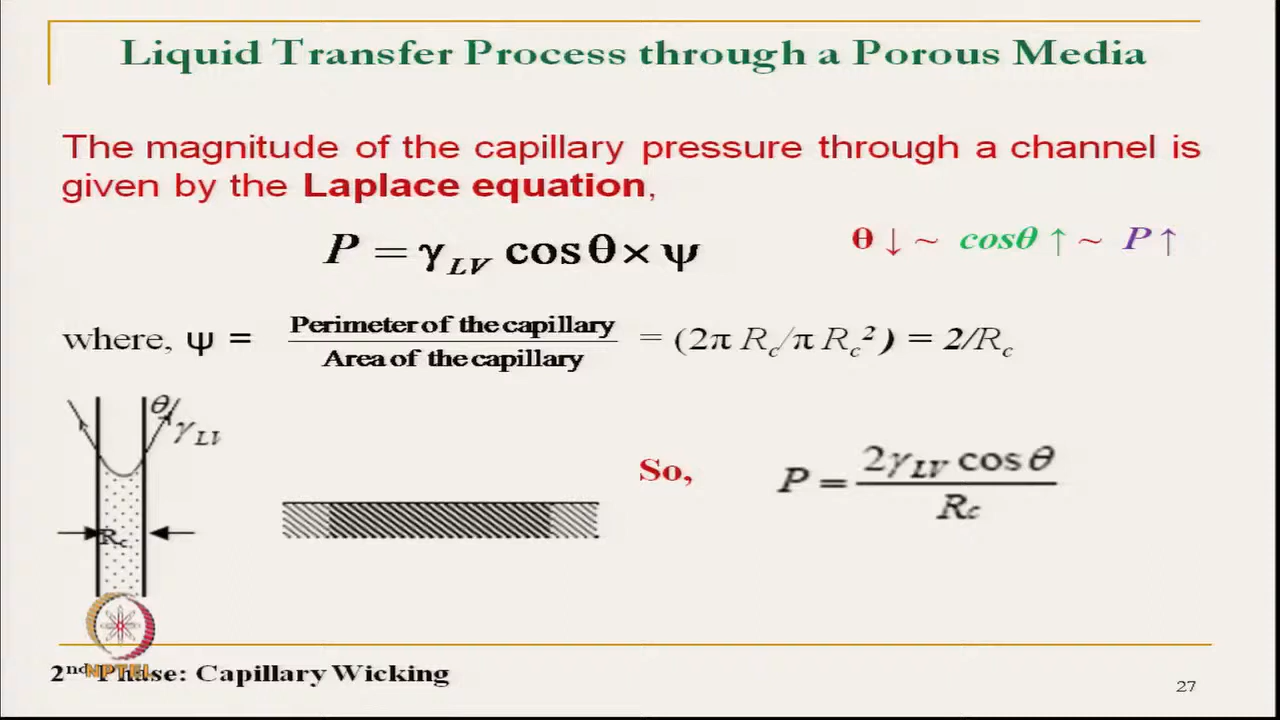 Liquid Transfer Process through a Porous Media
The magnitude of the capillary pressure through a channel is
given by the Laplace equation,
P = γLV cosθ × ψ
θ ↓ ~ cosθ ↑ ~ P ↑
where, ψ = Perimeter of the capillary / Area of the capillary = (2π Rc/π Rc²) = 2/Rc
θ
γLV
Rc
So, P = 2γLV cos θ / Rc
NPTEL
2nd Phase: Capillary Wicking
27